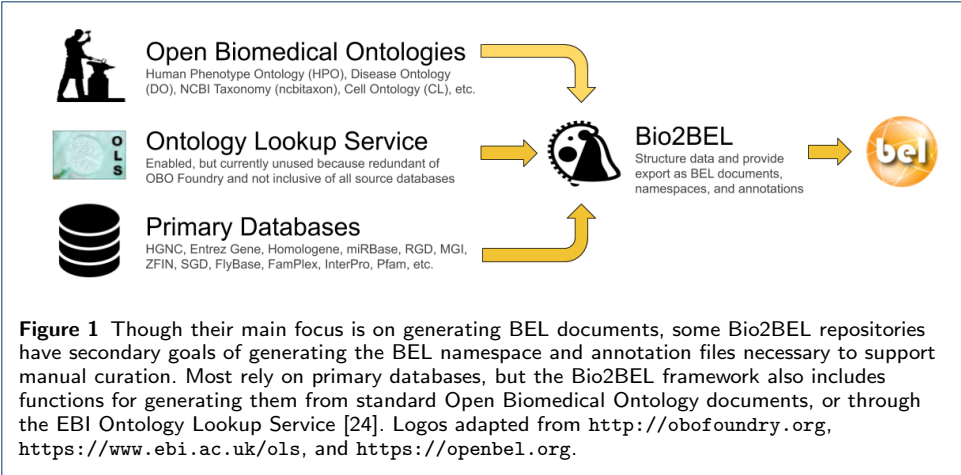 Open Biomedical Ontologies
Human Phenotype Ontology (HPO), Disease Ontology
(DO), NCBI Taxonomy (ncbitaxon), Cell Ontology (CL), etc.
OLS
Ontology Lookup Service
Enabled, but currently unused because redundant of
OBO Foundry and not inclusive of all source databases
Primary Databases
HGNC, Entrez Gene, Homologene, miRBase, RGD, MGI,
ZFIN, SGD, FlyBase, FamPlex, InterPro, Pfam, etc.
Bio2BEL
Structure data and provide
export as BEL documents,
namespaces, and annotations
bel
Figure 1 Though their main focus is on generating BEL documents, some Bio2BEL repositories
have secondary goals of generating the BEL namespace and annotation files necessary to support
manual curation. Most rely on primary databases, but the Bio2BEL framework also includes
functions for generating them from standard Open Biomedical Ontology documents, or through
the EBI Ontology Lookup Service [24]. Logos adapted from http://obofoundry.org,
https://www.ebi.ac.uk/ols, and https://openbel.org.